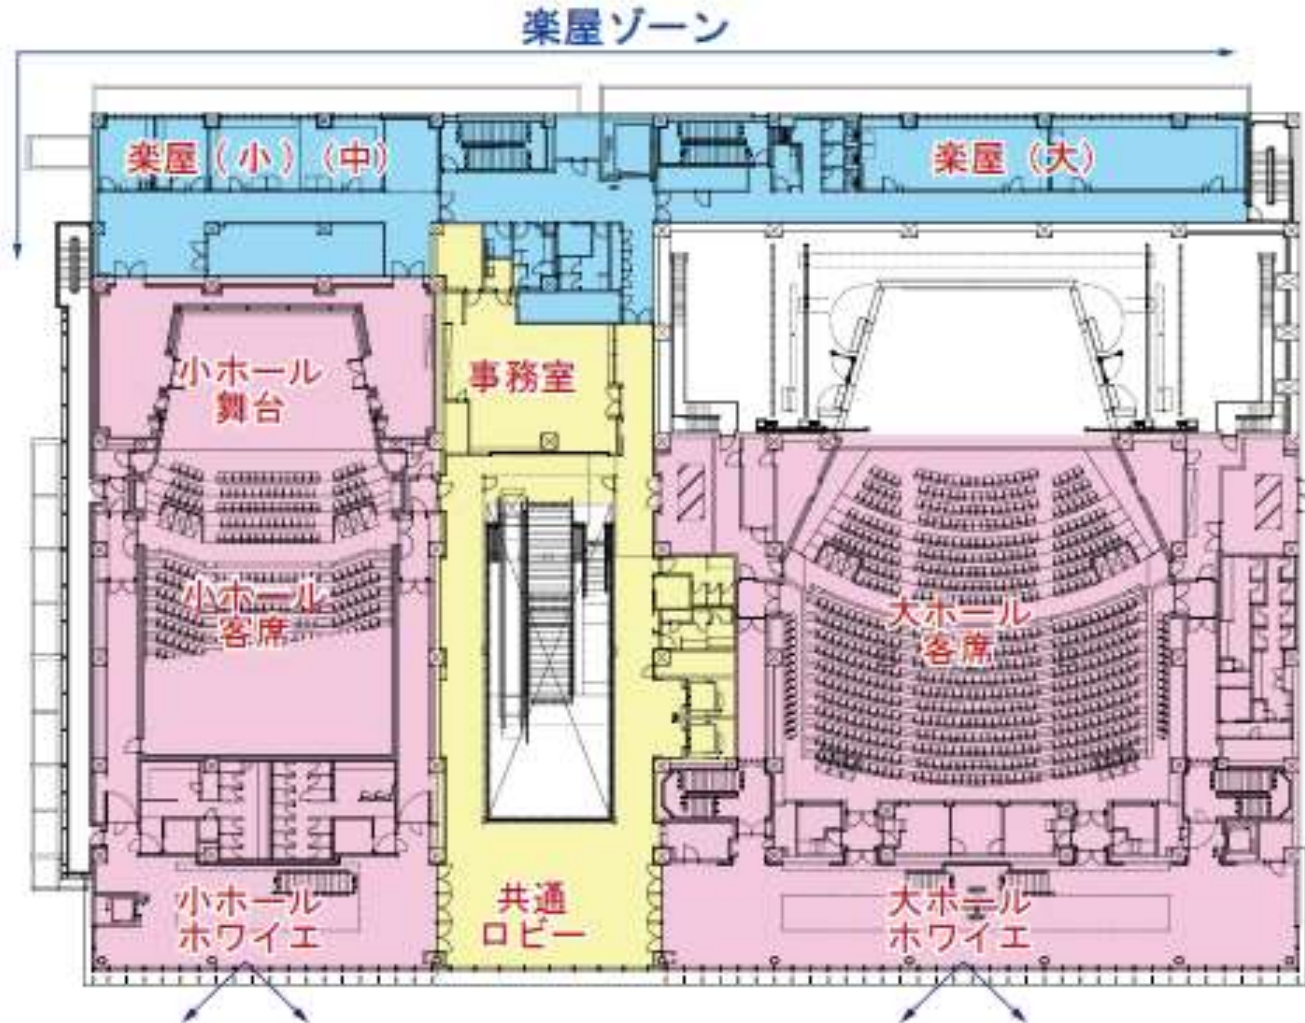 楽屋ゾーン
楽屋（小）（中）
楽屋（大）
小ホール
舞台
事務室
小ホール
客席
大ホール
客席
小ホール
ホワイエ
共通
ロビー
大ホール
ホワイエ